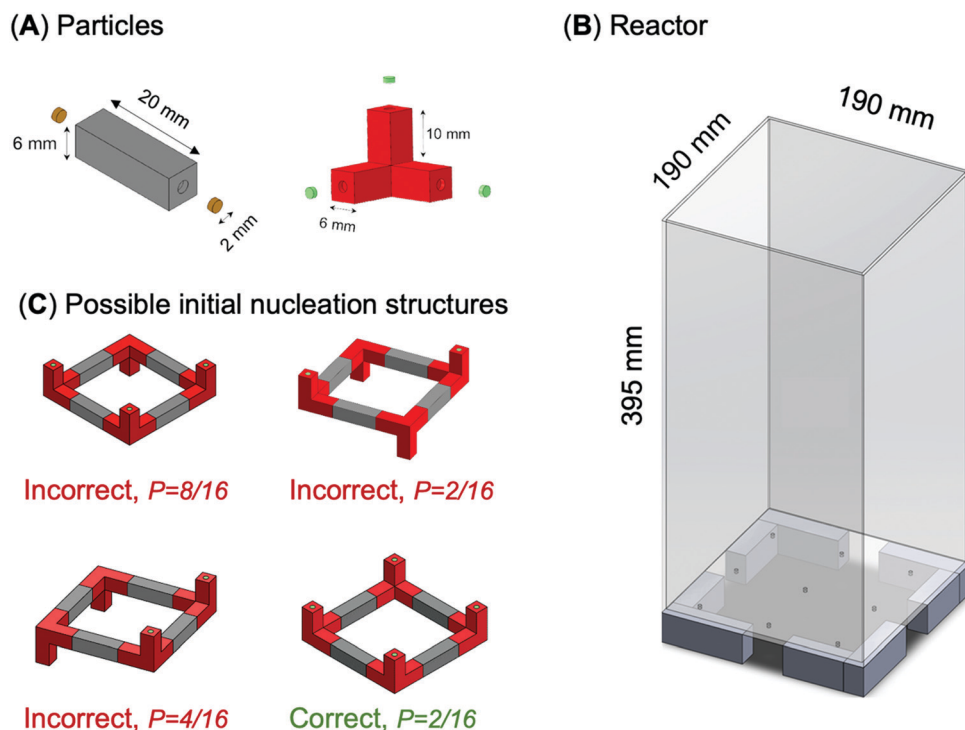 (A) Particles
20 mm
6 mm
2 mm
10 mm
6 mm
(B) Reactor
190 mm
190 mm
395 mm
(C) Possible initial nucleation structures
Incorrect, P=8/16
Incorrect, P=2/16
Incorrect, P=4/16
Correct, P=2/16